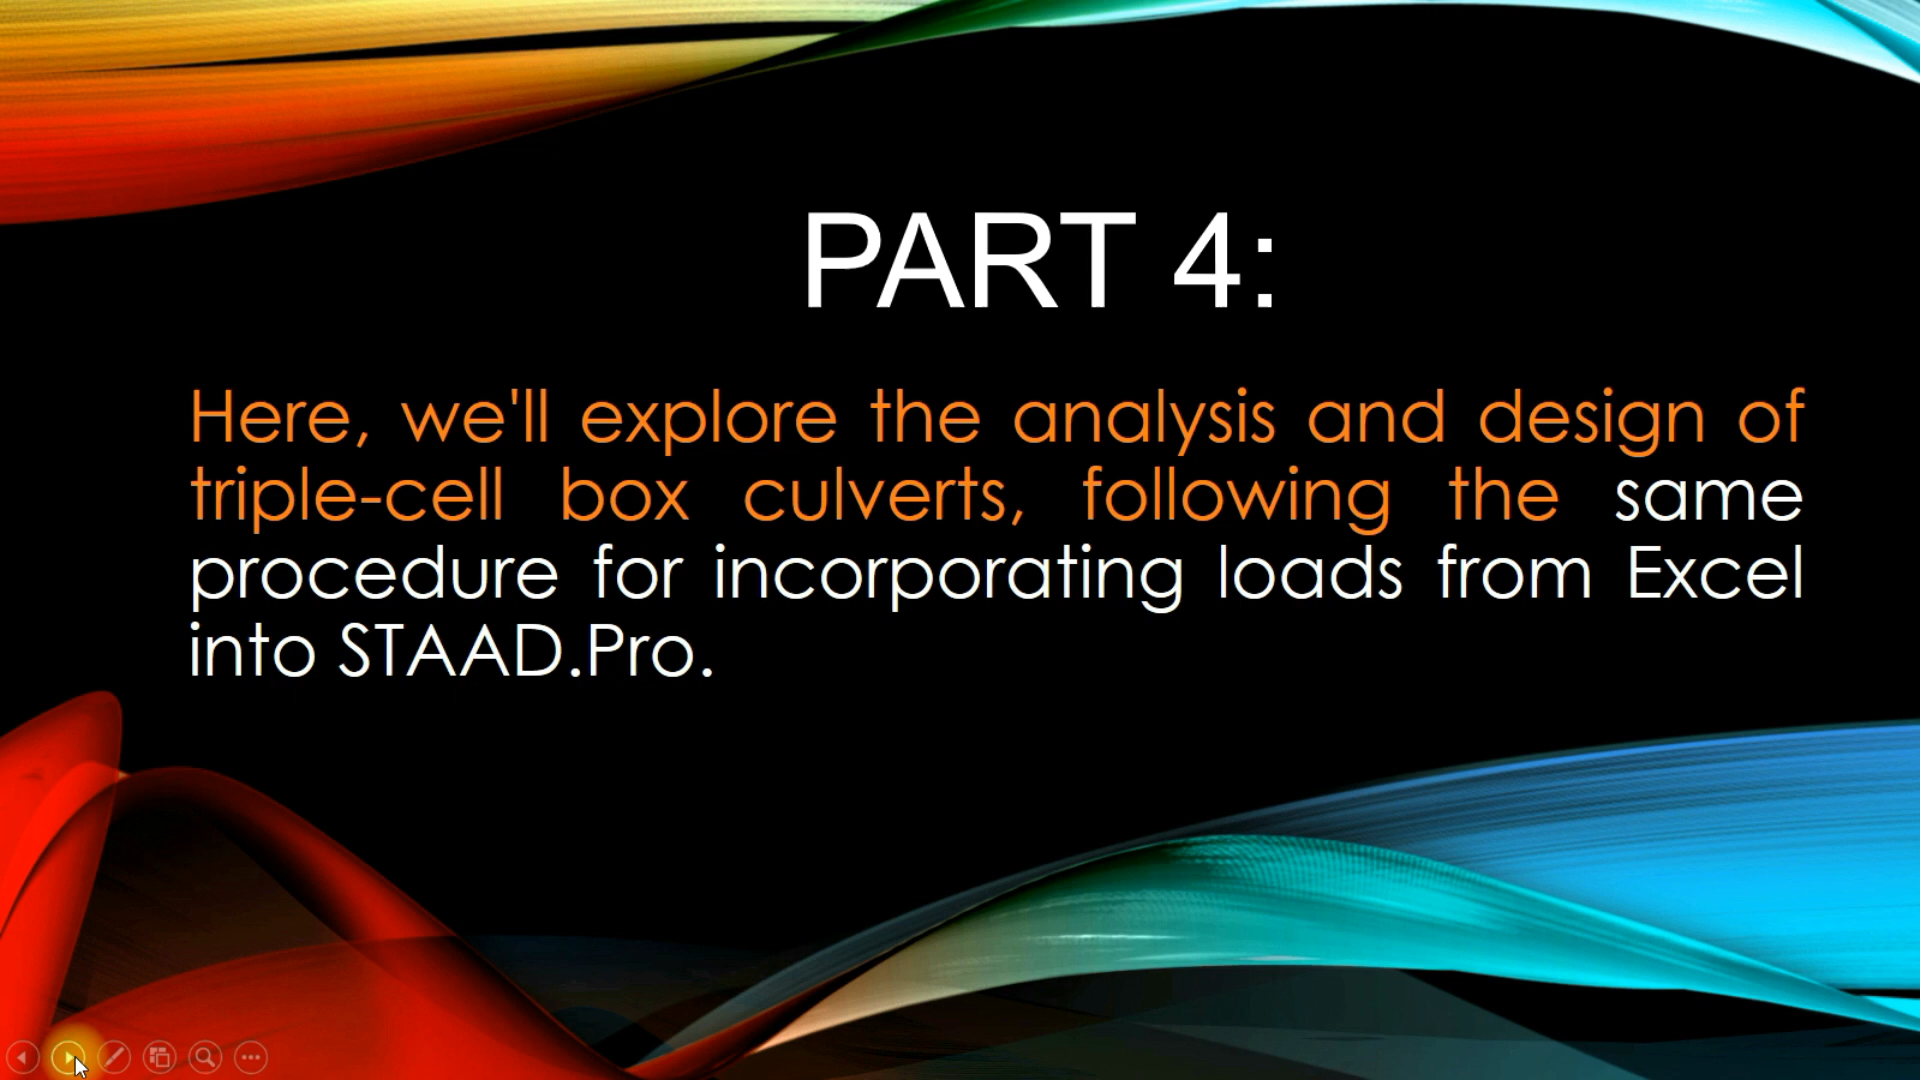 PART 4:
Here, we'll explore the analysis and design of
triple-cell box culverts, following the same
procedure for incorporating loads from Excel
into STAAD.Pro.